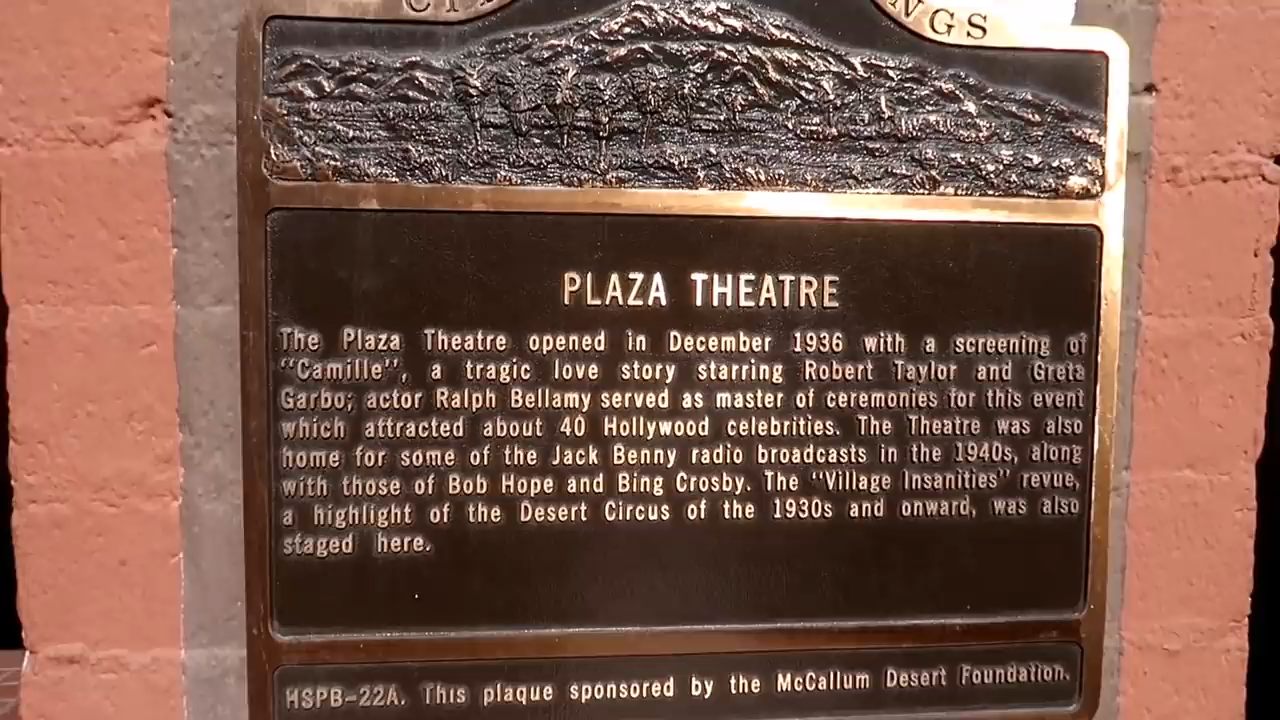 PLAZA THEATRE
The Plaza Theatre opened in December 1936 with a screening of
"Camille", a tragic love story starring Robert Taylor and Greta
Garbo; actor Ralph Bellamy served as master of ceremonies for this event
which attracted about 40 Hollywood celebrities. The Theatre was also
home for some of the Jack Benny radio broadcasts in the 1940s, along
with those of Bob Hope and Bing Crosby. The "Village Insanities" revue,
a highlight of the Desert Circus of the 1930s and onward, was also
staged here.
HSPB-22A. This plaque sponsored by the McCallum Desert Foundation.